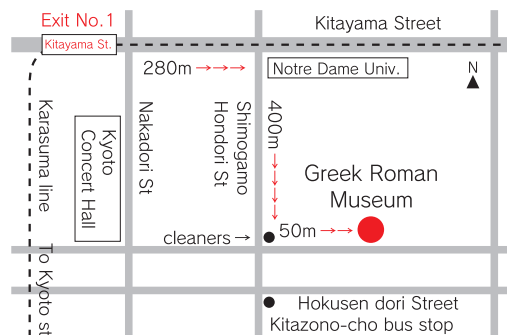 Exit No.1
Kitayama Street
Kitayama St.
280m
Notre Dame Univ.
N
Karasuma line
To Kyoto st
Kyoto
Concert Hall
Nakadori St
Shimogamo
Hondori St
400m
Greek Roman
Museum
cleaners
50m
Hokusen dori Street
Kitazono-cho bus stop